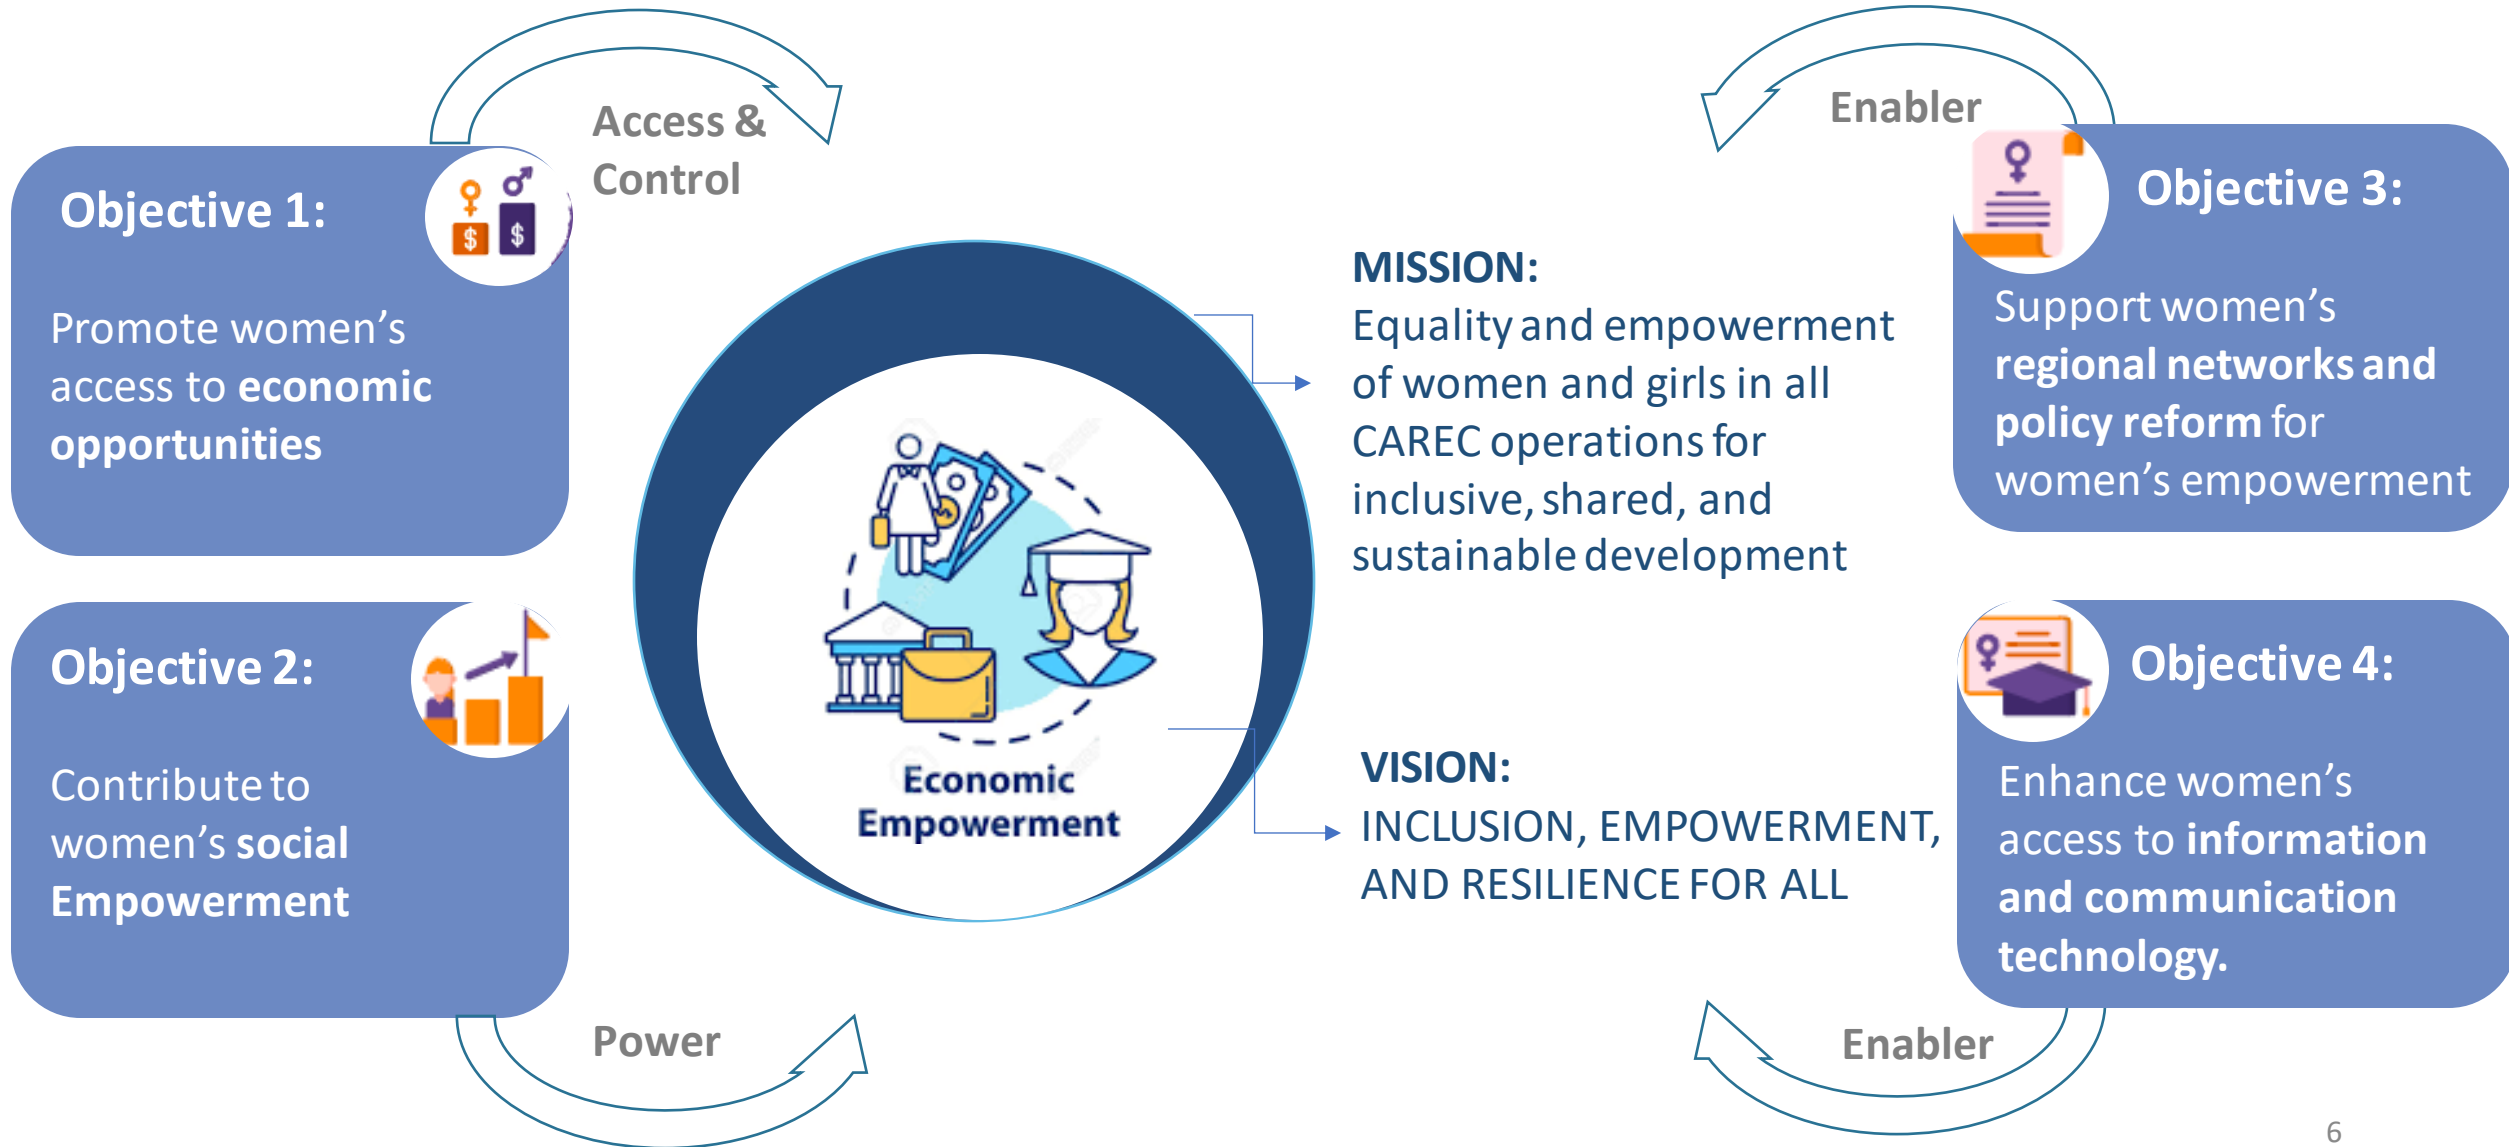 Access &
Control
Objective 1:
Promote women’s
access to economic
opportunities
Objective 2:
Contribute to
women’s social
Empowerment
Power
$
$
Economic
Empowerment
MISSION:
Equality and empowerment
of women and girls in all
CAREC operations for
inclusive, shared, and
sustainable development
VISION:
INCLUSION, EMPOWERMENT,
AND RESILIENCE FOR ALL
Enabler
Objective 3:
Support women’s
regional networks and
policy reform for
women’s empowerment
Objective 4:
Enhance women’s
access to information
and communication
technology.
Enabler
6